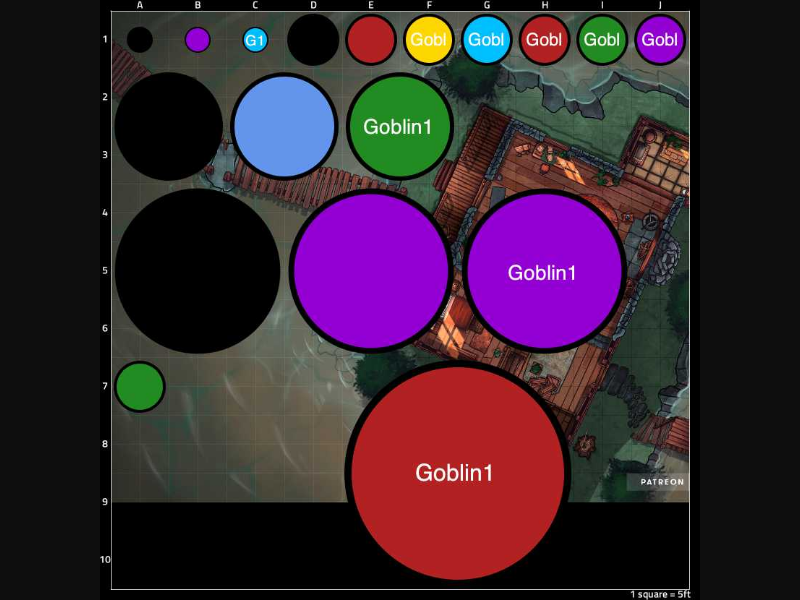 A B C D E F G H I J
1 G1 Gobl Gobl Gobl Gobl Gobl
2
Goblin1
3
4
5 Goblin1
6
7
8
Goblin1
PATREON
9
10
1 square = 5ft